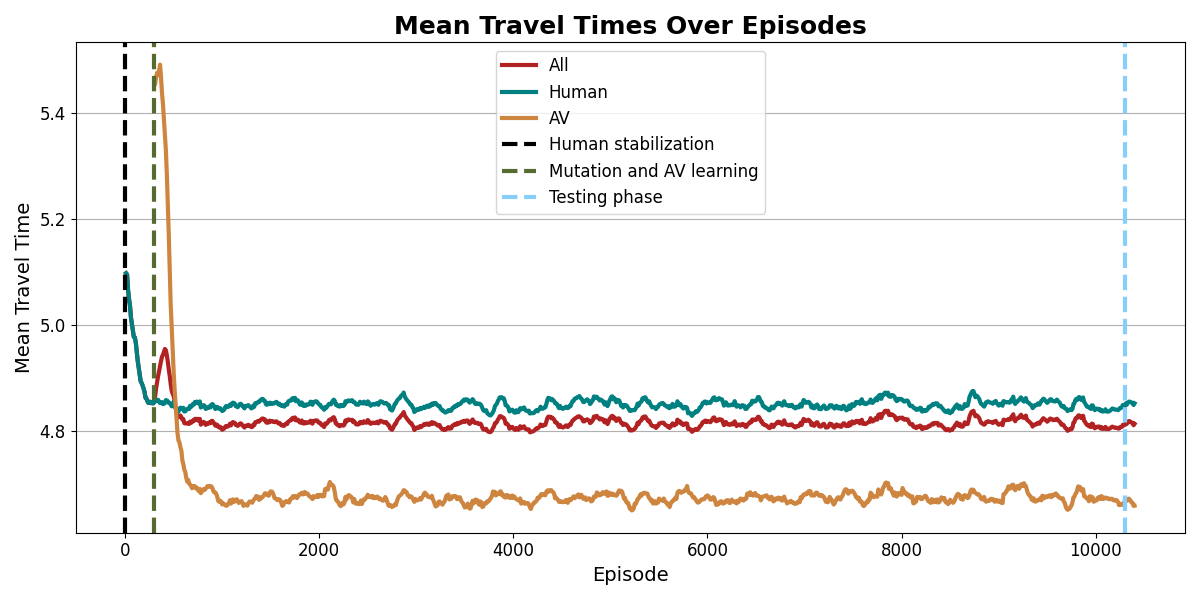 Mean Travel Times Over Episodes
All
Human
AV
Human stabilization
Mutation and AV learning
Testing phase
Mean Travel Time
5.4
5.2
5.0
4.8
0
2000
4000
6000
8000
10000
Episode